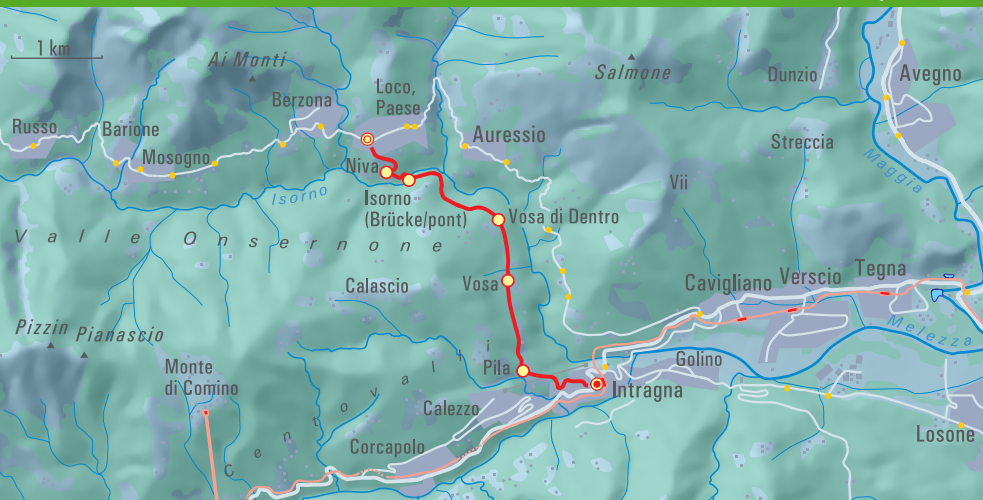 1 km
Ai Monti
Salmone
Dunzio
Avegno
Loco,
Paese
Berzona
Russo
Barione
Mosogno
Auressio
Streccia
Niva
Isorno
Maggia
Vii
Isorno
(Brücke/pont)
Vosa di Dentro
Valle Onsernone
Calascio
Vosa
Cavigliano
Verscio
Tegna
Pizzin
Pianascio
Melezza
Monte
di Comino
Pila
Golino
Intragna
Calezzo
Centovalli
Corcapolo
Losone